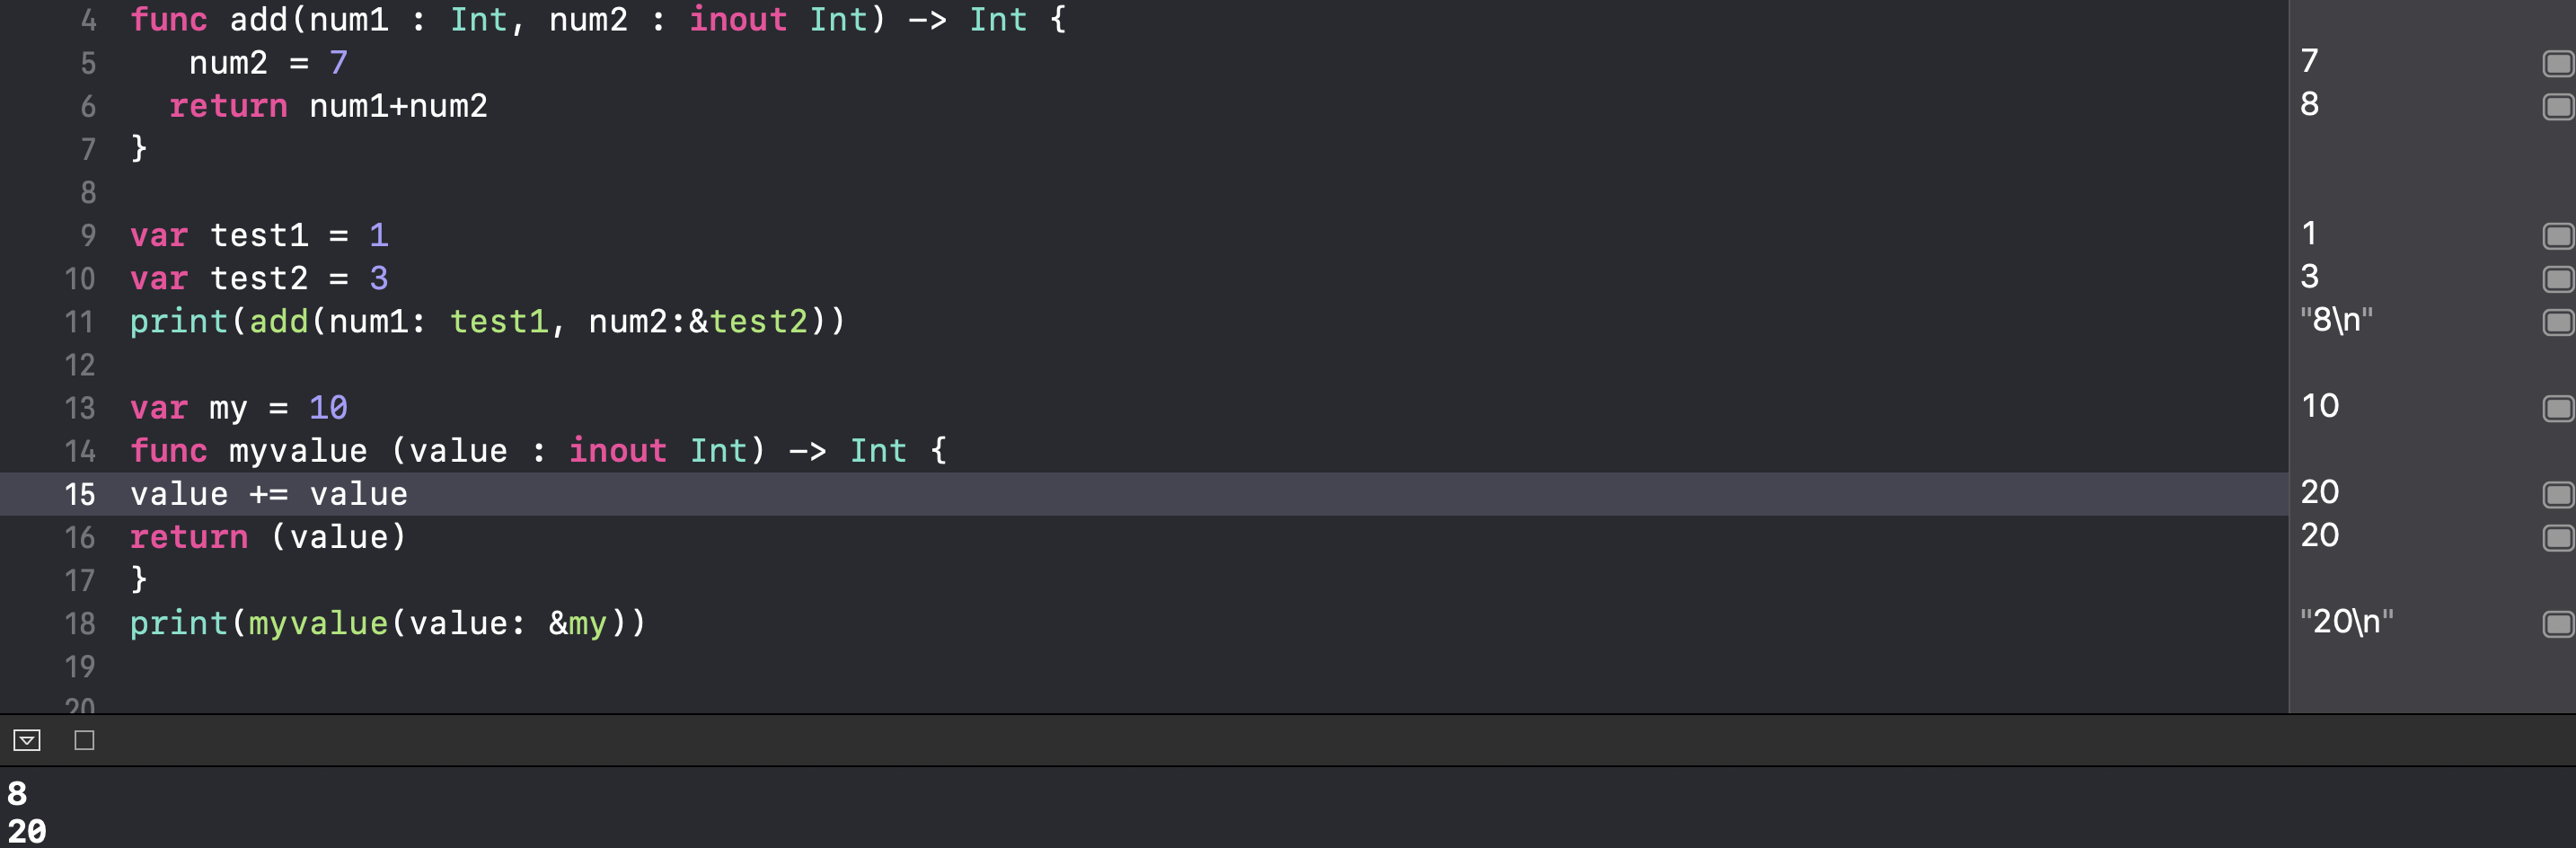 4 func add(num1 : Int, num2 : inout Int) -> Int {
5 num2 = 7 7
6 return num1+num2 8
7 }
8
9 var test1 = 1 1
10 var test2 = 3 3
11 print(add(num1: test1, num2:&test2)) "8\n"
12
13 var my = 10 10
14 func myvalue (value : inout Int) -> Int {
15 value += value 20
16 return (value) 20
17 }
18 print(myvalue(value: &my)) "20\n"
19
20
8
20